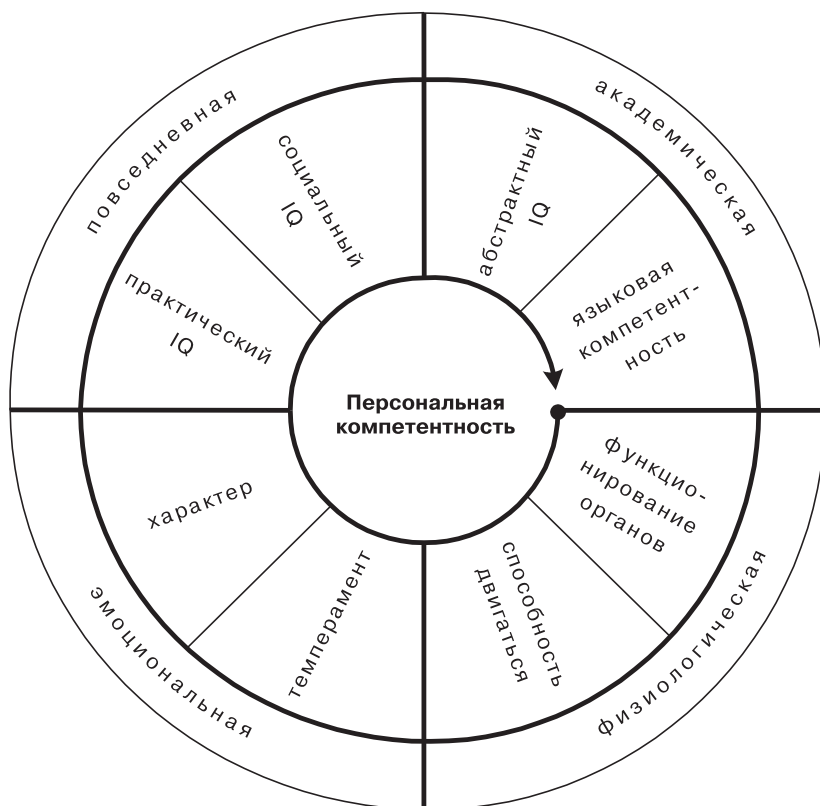 повседневная
академическая
социальный
IQ
абстрактный
IQ
практический
IQ
языковая
компетент-
ность
Персональная
компетентность
характер
функцио-
нирование
органов
темперамент
способность
двигаться
эмоциональная
физиологическая